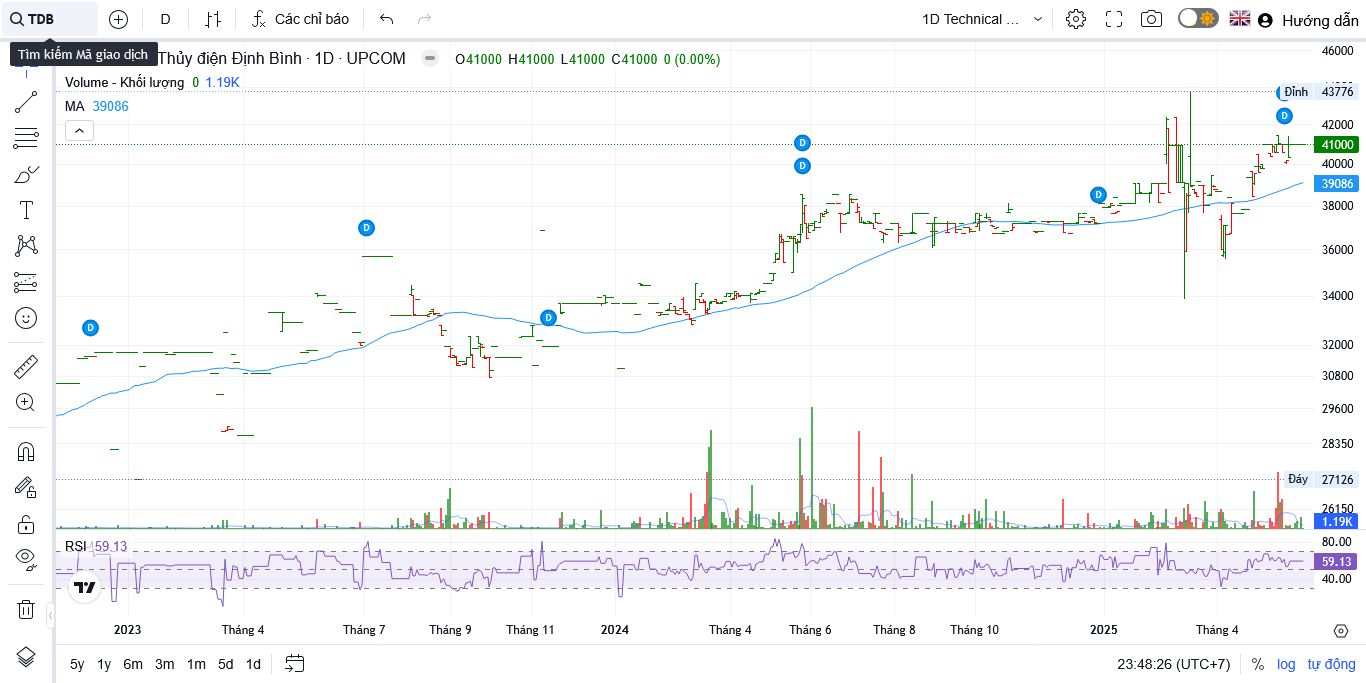 TDB
D
Các chỉ báo
1D Technical ...
Hướng dẫn
Tìm kiếm Mã giao dịch
Thủy điện Định Bình · 1D · UPCOM
O41000 H41000 L41000 C41000 0 (0.00%)
Volume - Khối lượng 0 1.19K
MA 39086
46000
Đỉnh 43776
42000
41000
40000
39086
38000
36000
34000
32000
30800
29600
28350
Đáy 27126
26150
1.19K
D
D
D
D
D
D
D
RSI 59.13
80.00
59.13
40.00
2023 Tháng 4 Tháng 7 Tháng 9 Tháng 11 2024 Tháng 4 Tháng 6 Tháng 8 Tháng 10 2025 Tháng 4
5y 1y 6m 3m 1m 5d 1d
23:48:26 (UTC+7) % log tự động